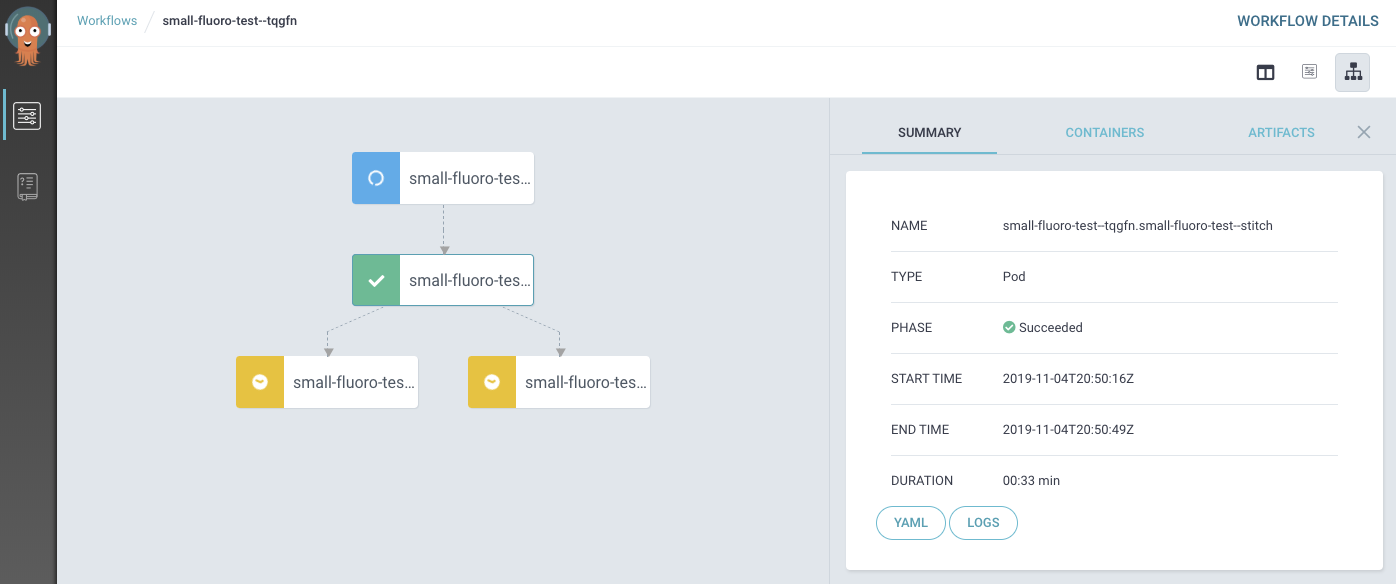 Workflows / small-fluoro-test--tqgfn
WORKFLOW DETAILS
SUMMARY CONTAINERS ARTIFACTS
small-fluoro-tes...
small-fluoro-tes...
small-fluoro-tes... small-fluoro-tes...
NAME small-fluoro-test--tqgfn.small-fluoro-test--stitch
TYPE Pod
PHASE Succeeded
START TIME 2019-11-04T20:50:16Z
END TIME 2019-11-04T20:50:49Z
DURATION 00:33 min
YAML LOGS